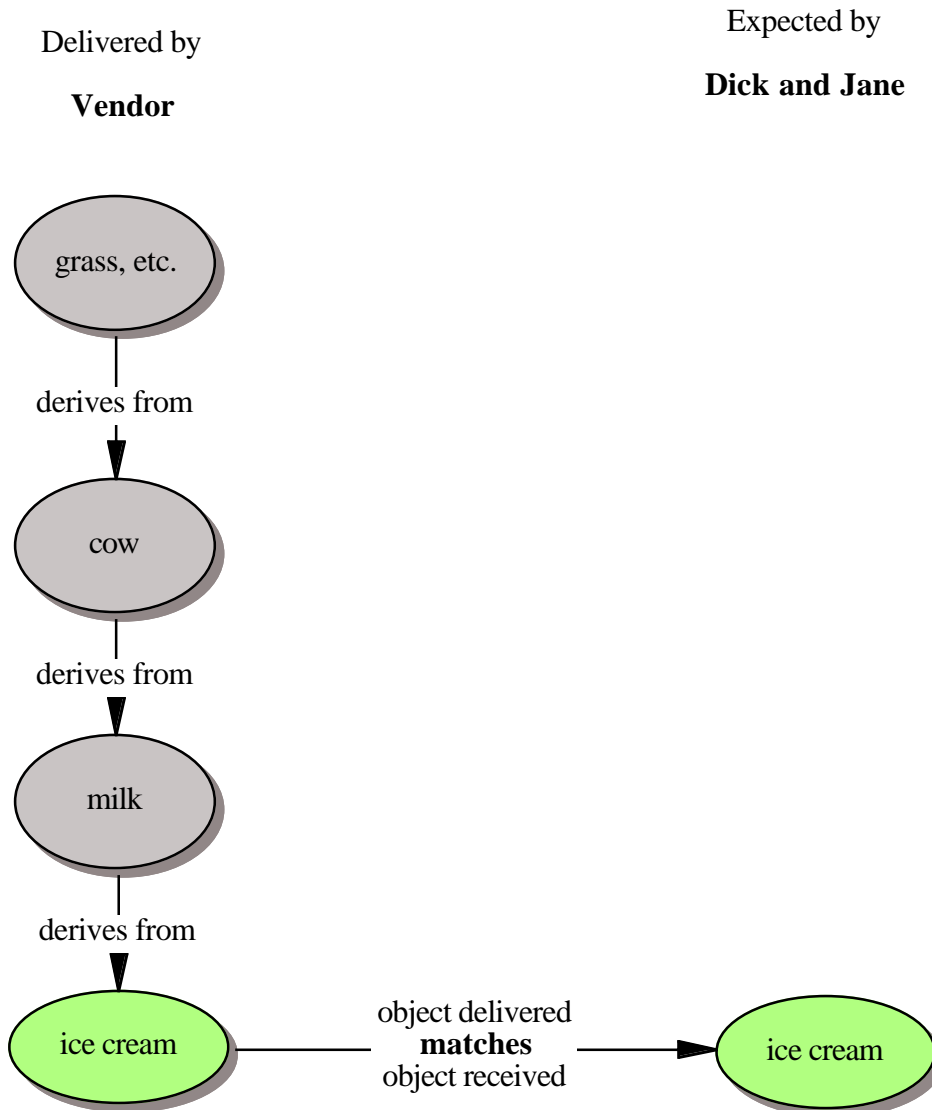 Delivered by
Vendor
Expected by
Dick and Jane
grass, etc.
derives from
cow
derives from
milk
derives from
ice cream
object delivered
matches
object received
ice cream